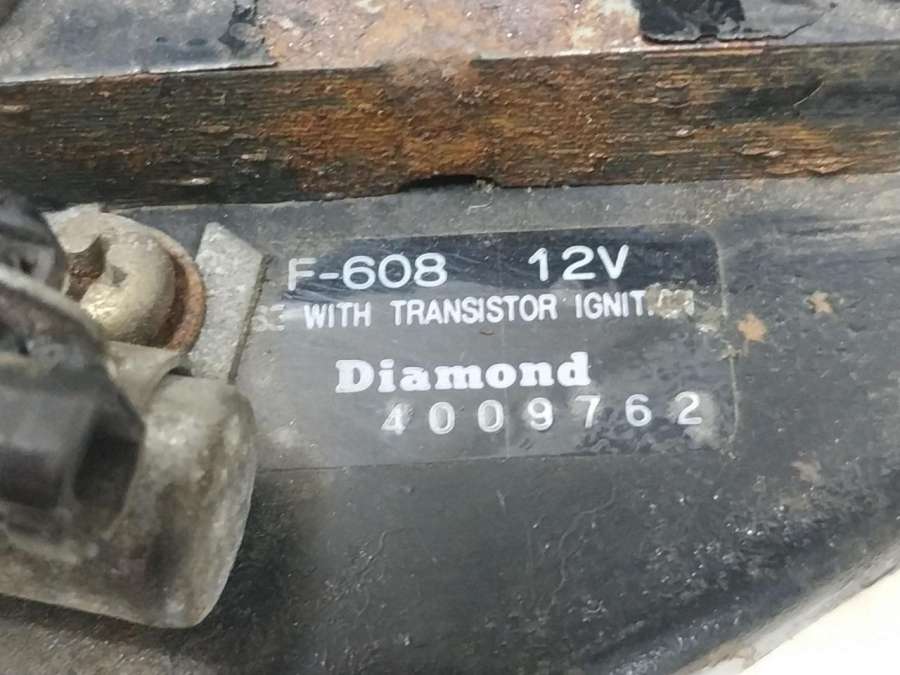 F-608 12V
WITH TRANSISTOR
Diamond
4009762